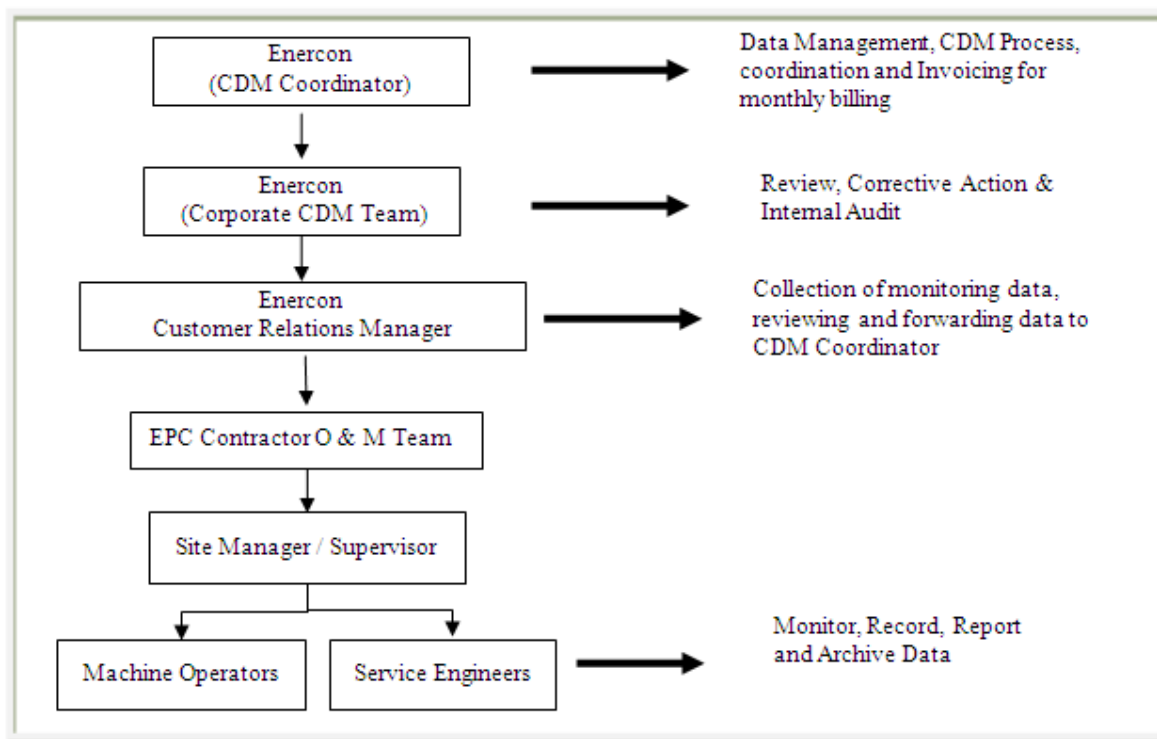 Enercon
(CDM Coordinator)
Data Management, CDM Process,
coordination and Invoicing for
monthly billing
Enercon
(Corporate CDM Team)
Review, Corrective Action &
Internal Audit
Enercon
Customer Relations Manager
Collection of monitoring data,
reviewing and forwarding data to
CDM Coordinator
EPC Contractor O & M Team
Site Manager / Supervisor
Machine Operators
Service Engineers
Monitor, Record, Report
and Archive Data